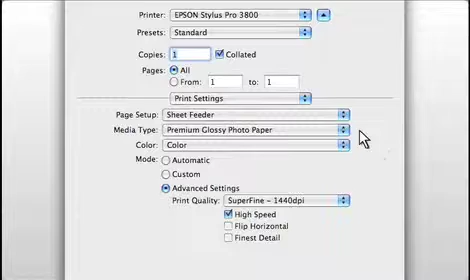 Printer: EPSON Stylus Pro 3800
Presets: Standard
Copies: 1 Collated
Pages: All
From: 1 to: 1
Print Settings
Page Setup: Sheet Feeder
Media Type: Premium Glossy Photo Paper
Color: Color
Mode: Automatic
Custom
Advanced Settings
Print Quality: SuperFine - 1440dpi
High Speed
Flip Horizontal
Finest Detail